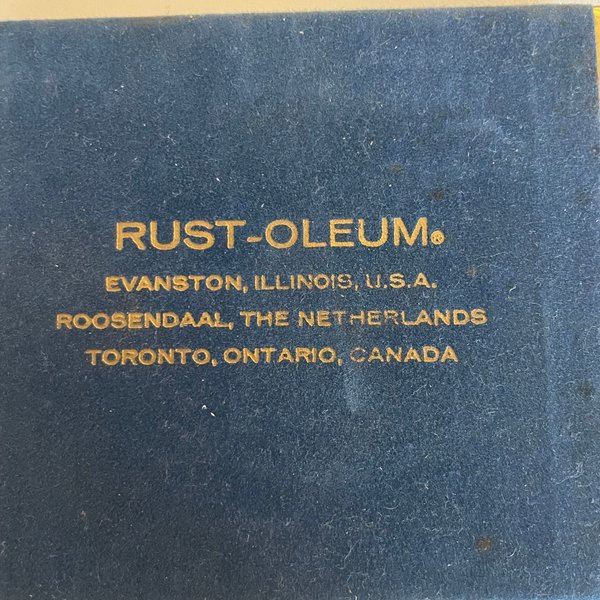 RUST-OLEUM®
EVANSTON, ILLINOIS, U.S.A.
ROOSENDAAL, THE NETHERLANDS
TORONTO, ONTARIO, CANADA